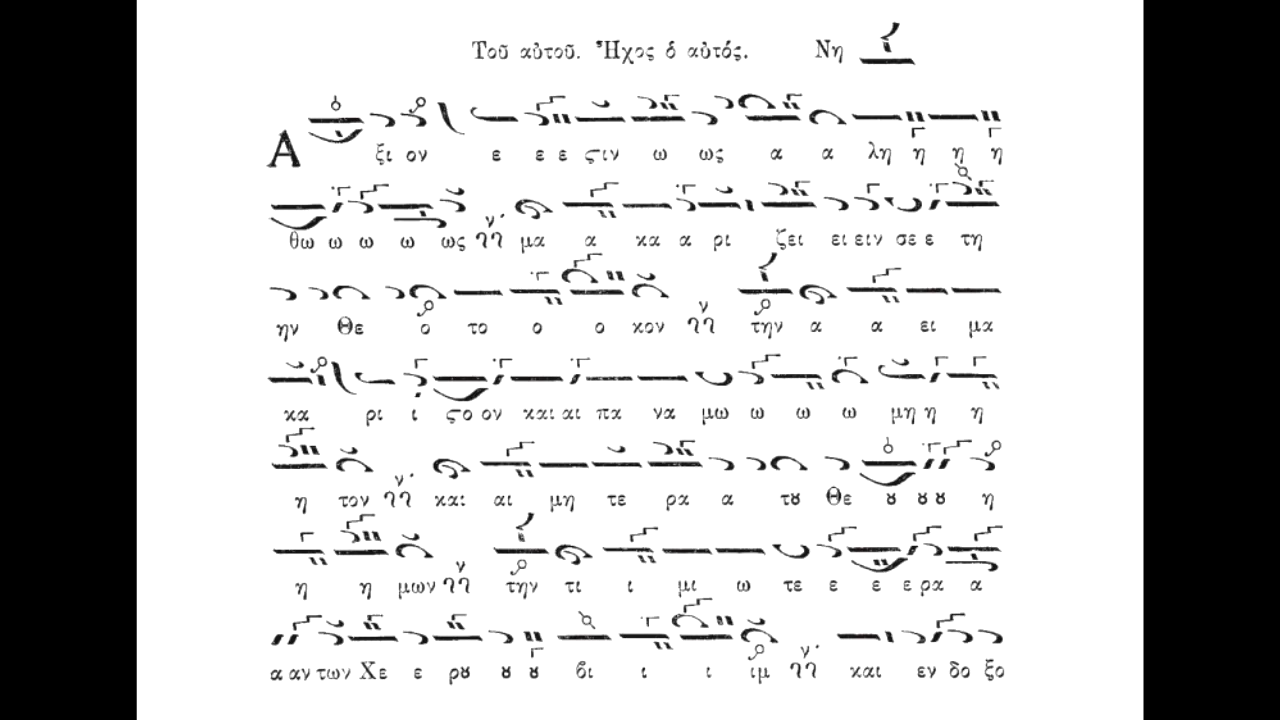 Τοῦ αὐτοῦ. Ἦχος ὁ αὐτός. Νη
Α ξι ον ε ε ε ϛιν ω ως α α λη η η η
θω ω ω ω ως μα α κα α ρι ζει ει ειν σε ε τη
ην Θε ο το ο ο κον την α α ει μα
κα ρι ι ϛο ον και αι πα να μω ω ω ω μη η η
η τον και αι μη τε ρα α τȣ Θε ȣ ȣ ȣ η
η η μων την τι ι μι ω τε ε ε ε ρα α
α αν των Χε ε ρȣ ȣ ȣ βι ι ι ιμ και εν δο ξο